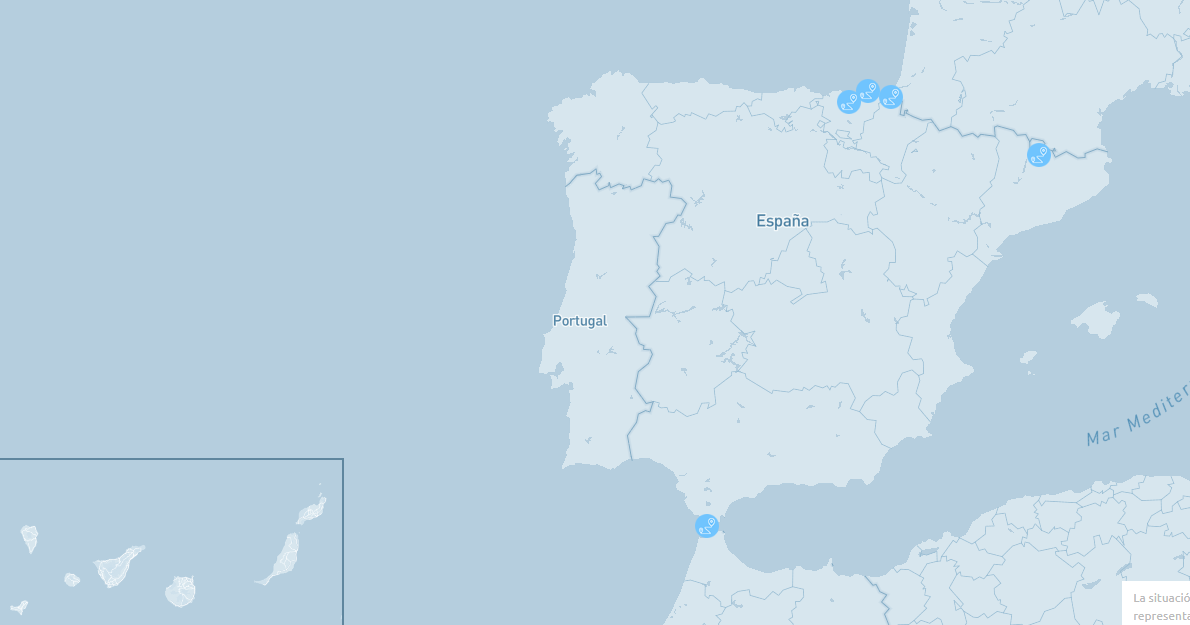 España
Portugal
Mar Mediter
La situació
representa